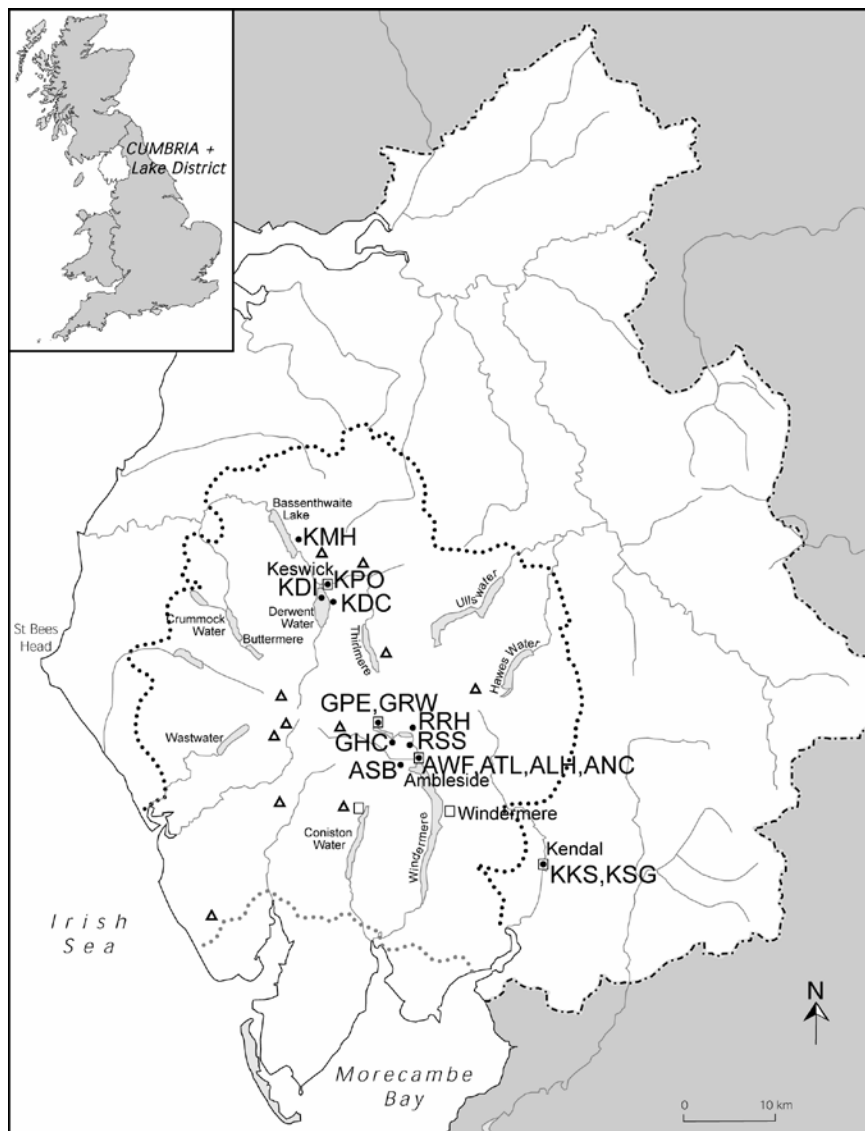 CUMBRIA +
Lake District
Bassenthwaite
Lake
KMH
Keswick
KPO
KDI
KDC
Derwent
Water
Ullswater
Crummock
Water
Buttermere
Thirlmere
St Bees
Head
Hawes Water
GPE,GRW
RRH
Wastwater
GHC
RSS
ASB
AWF,ATL,ALH,ANC
Ambleside
Windermere
Coniston
Water
Windermere
Kendal
KKS,KSG
Irish
Sea
N
Morecambe
Bay
0
10 km